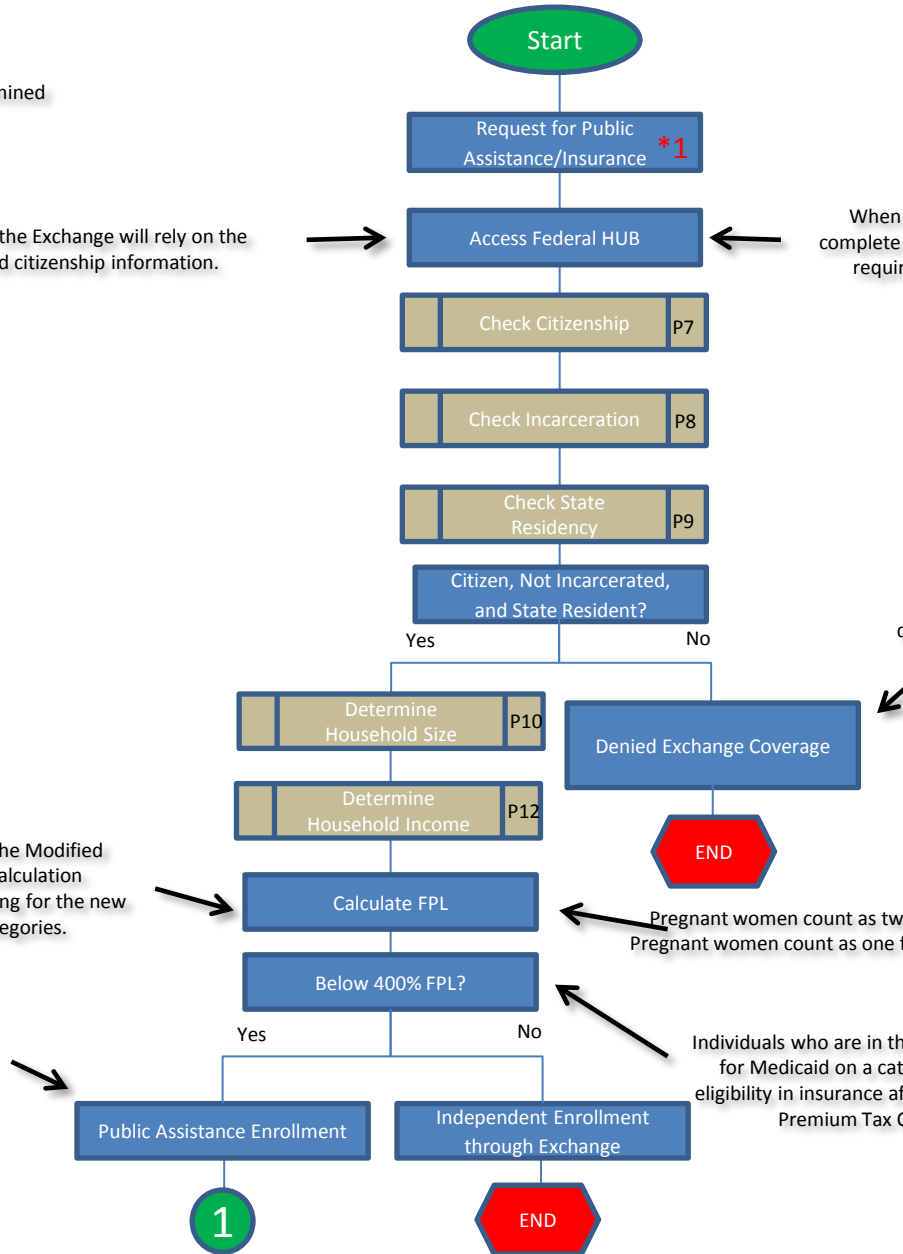 Start
mined
Request for Public
Assistance/Insurance *1
the Exchange will rely on the
d citizenship information.
Access Federal HUB
When
complete
requir
Check Citizenship P7
Check Incarceration P8
Check State
Residency P9
Citizen, Not Incarcerated,
and State Resident?
Yes No
Determine
Household Size P10
Denied Exchange Coverage
Determine
Household Income P12
END
he Modified
alculation
ng for the new
egories.
Calculate FPL
Pregnant women count as tw
Pregnant women count as one f
Below 400% FPL?
Yes No
Individuals who are in th
for Medicaid on a cat
eligibility in insurance af
Premium Tax C
Public Assistance Enrollment
Independent Enrollment
through Exchange
1
END